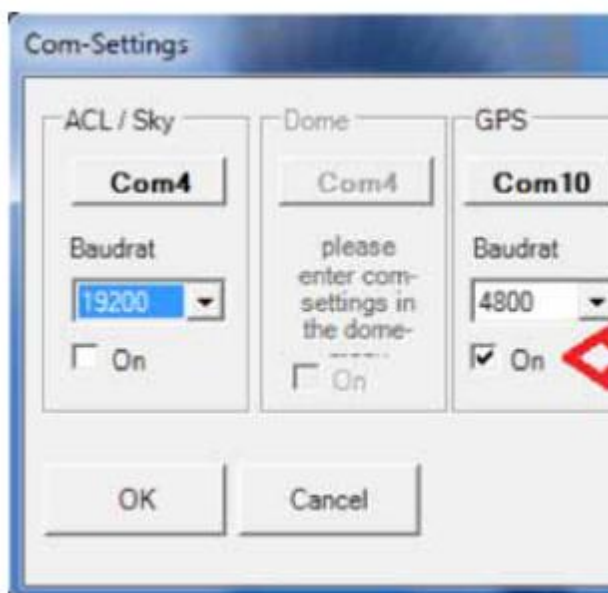 Com-Settings
ACL / Sky
Com4
Baudrat
19200
On
Dome
Com4
please
enter com-
settings in
the dome-
On
GPS
Com10
Baudrat
4800
On
OK
Cancel